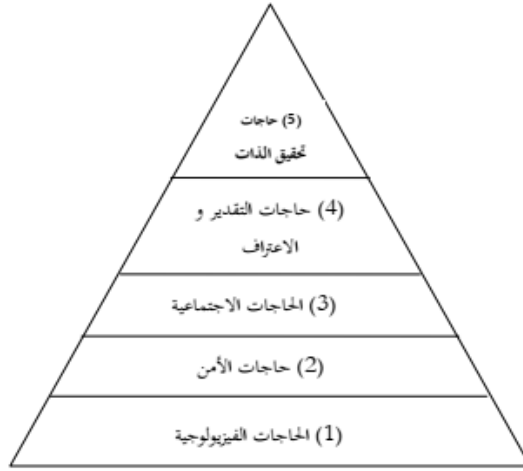 (5) حاجات
تحقيق الذات
(4) حاجات التقدير و
الاعتراف
(3) الحاجات الاجتماعية
(2) حاجات الأمن
(1) الحاجات الفيزيولوجية